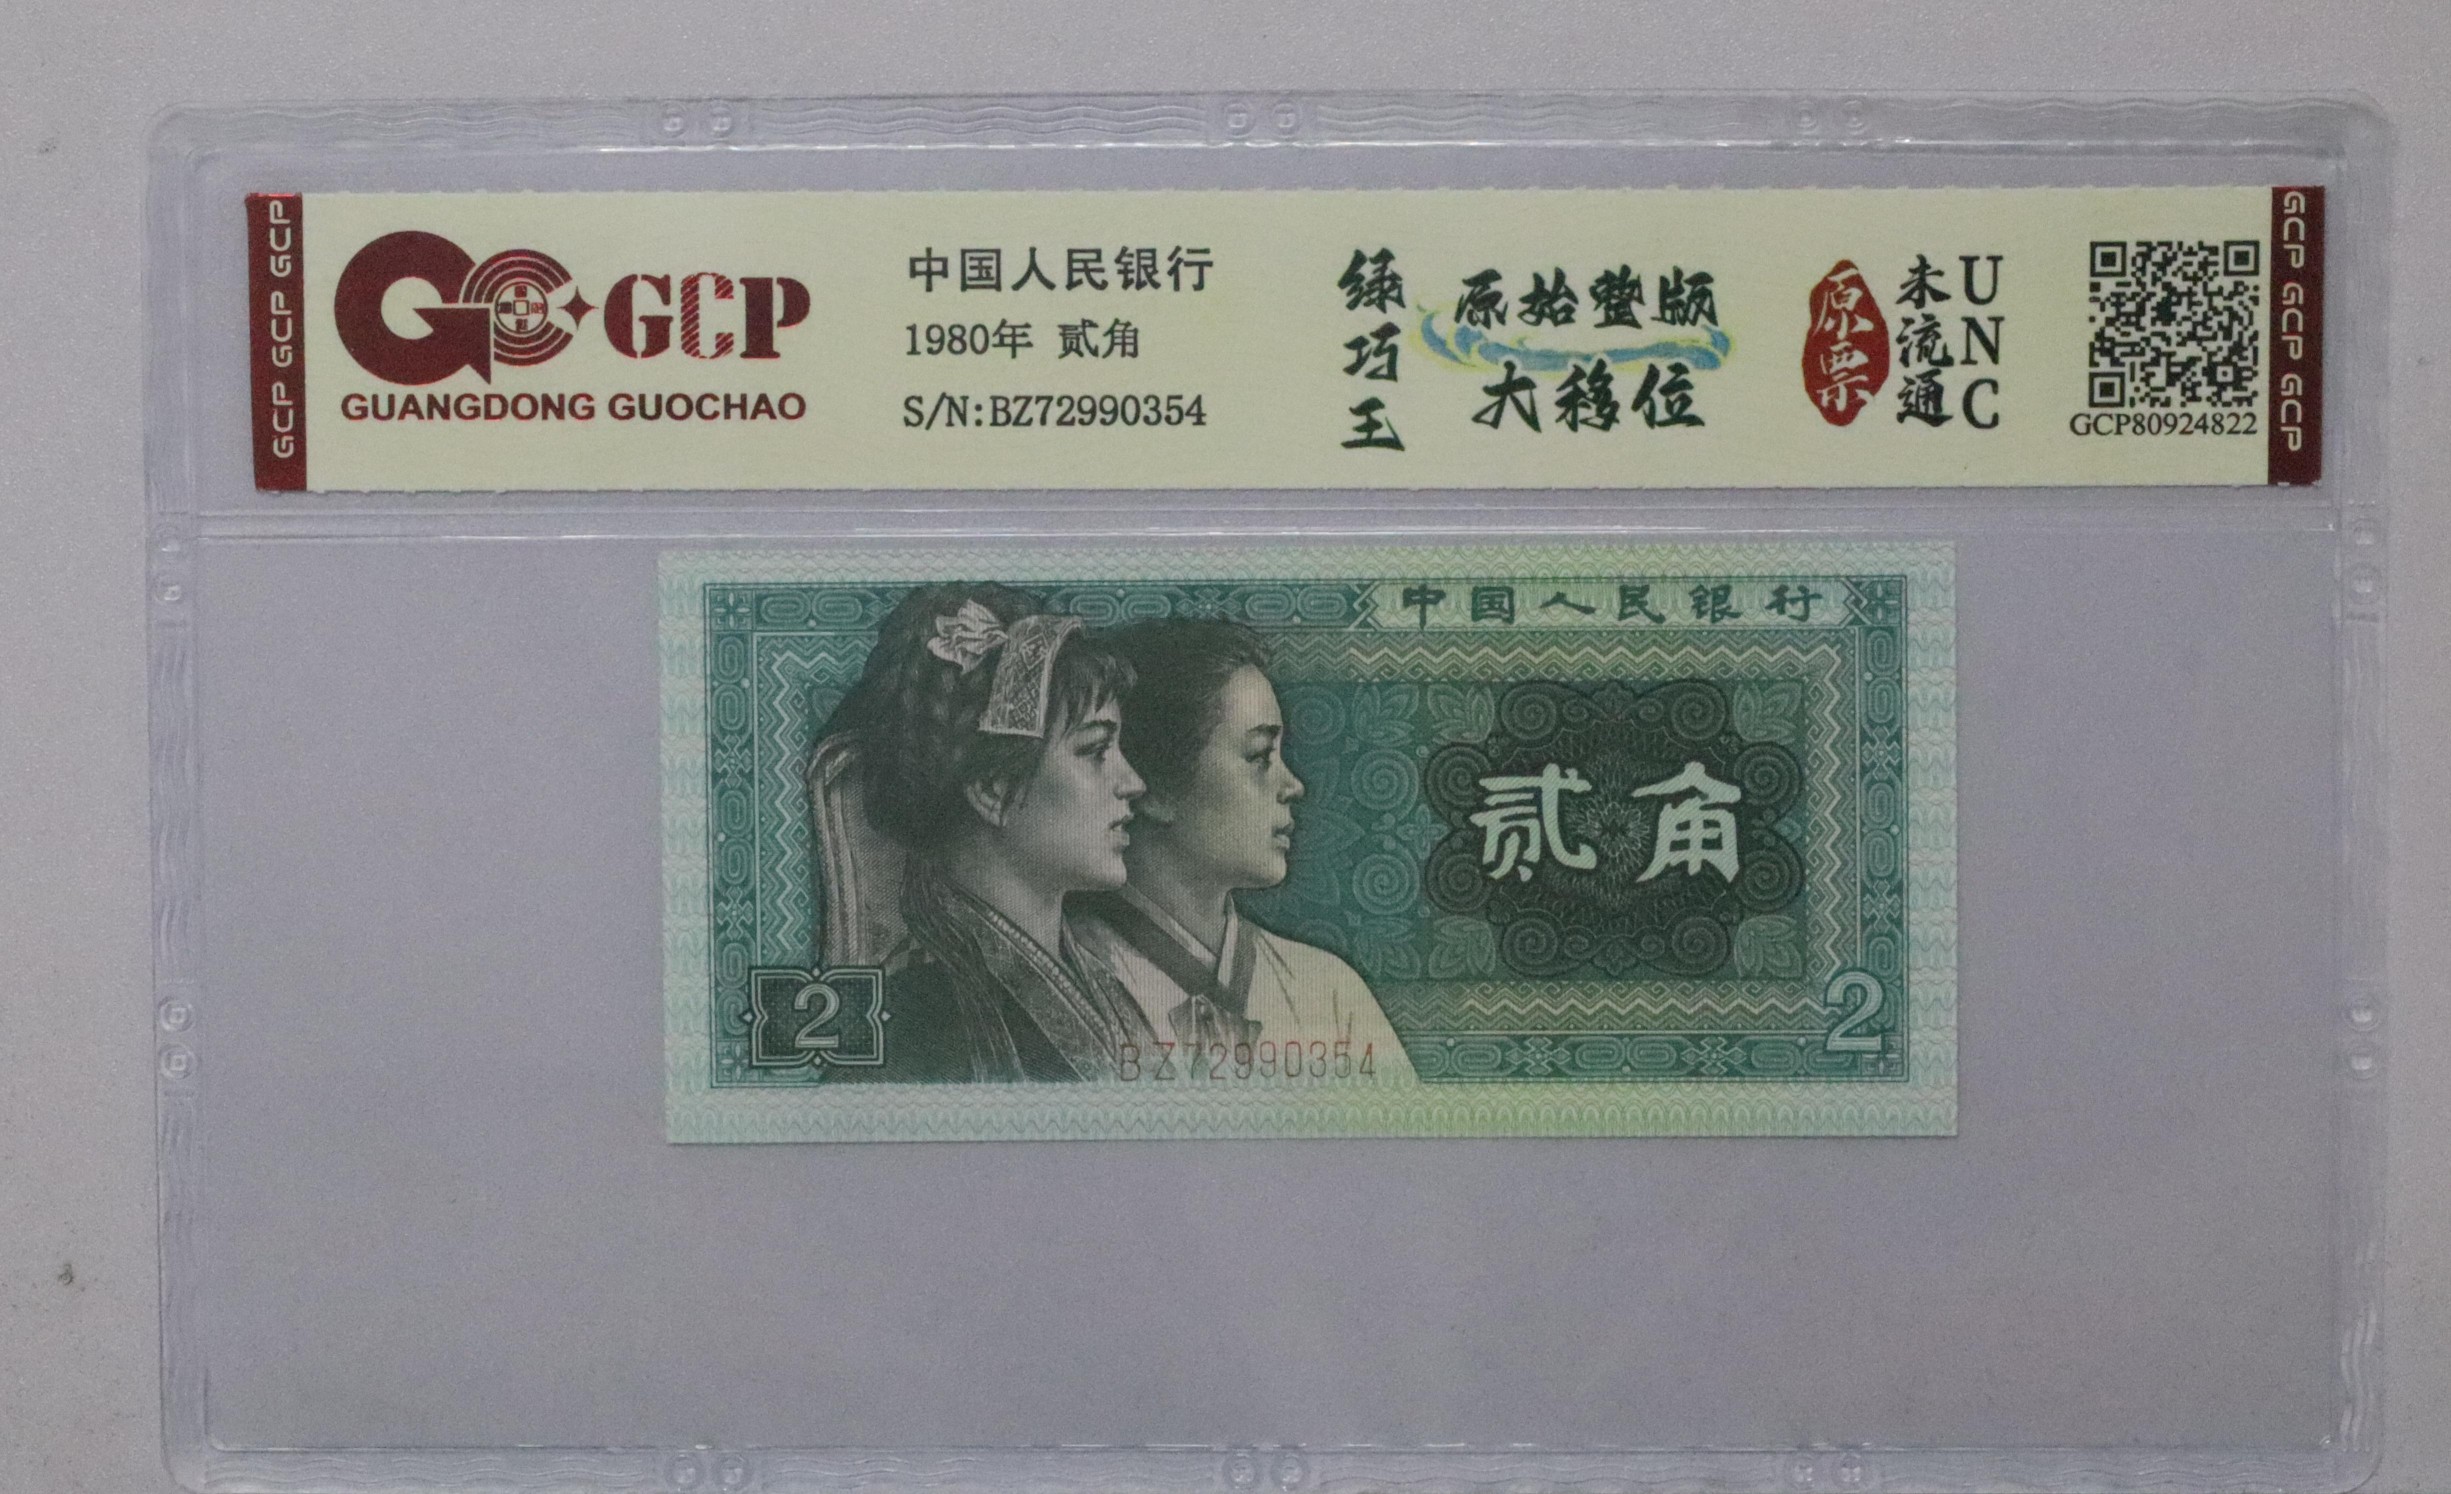 GCP GCP GCP
GCP
GUANGDONG GUOCHAO
中国人民银行
1980年 贰角
S/N:BZ72990354
绿巧王
原始整版
大移位
原票
未流通
UNC
GCP80924822
GCP GCP GCP
中国人民银行
贰角
2
2
BZ72990354